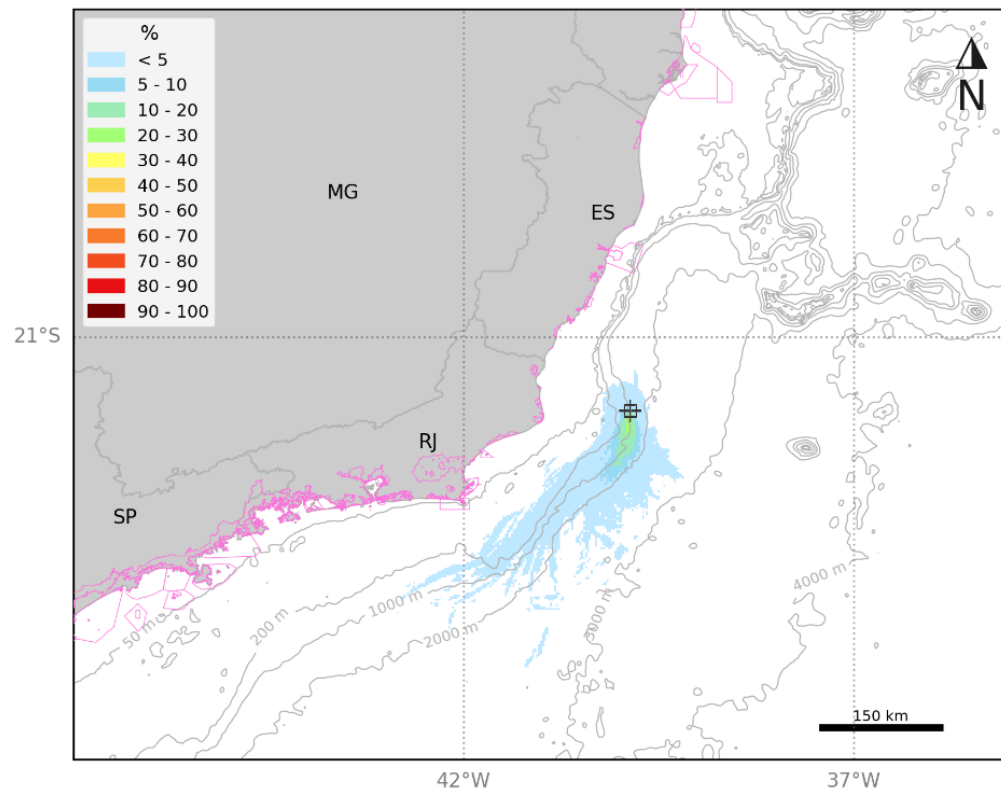 %
< 5
5 - 10
10 - 20
20 - 30
30 - 40
40 - 50
50 - 60
60 - 70
70 - 80
80 - 90
90 - 100
N
MG
ES
21°S
RJ
SP
50 m
200 m
1000 m
2000 m
3000 m
4000 m
150 km
42°W
37°W